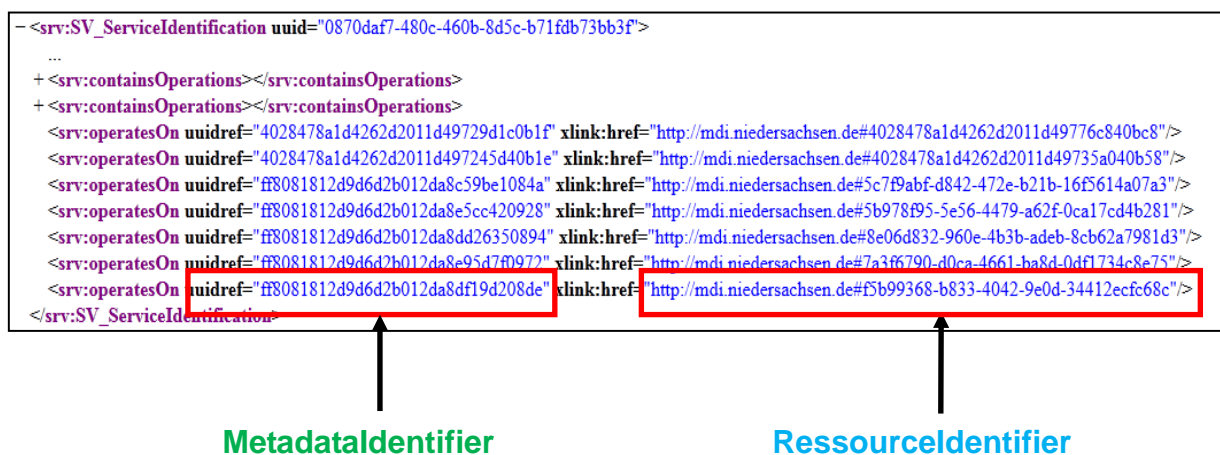 −<srv:SV_ServiceIdentification uuid="0870daf7-480c-460b-8d5c-b71fdb73bb3f">
...
+<srv:containsOperations></srv:containsOperations>
+<srv:containsOperations></srv:containsOperations>
<srv:operatesOn uuidref="4028478a1d4262d2011d49729d1c0b1f" xlink:href="http://mdi.niedersachsen.de#4028478a1d4262d2011d49776c840bc8"/>
<srv:operatesOn uuidref="4028478a1d4262d2011d497245d40b1e" xlink:href="http://mdi.niedersachsen.de#4028478a1d4262d2011d49735a040b58"/>
<srv:operatesOn uuidref="ff8081812d9d6d2b012da8c59be1084a" xlink:href="http://mdi.niedersachsen.de#5c7f9abf-d842-472e-b21b-16f5614a07a3"/>
<srv:operatesOn uuidref="ff8081812d9d6d2b012da8e5cc420928" xlink:href="http://mdi.niedersachsen.de#5b978f95-5e56-4479-a62f-0ca17cd4b281"/>
<srv:operatesOn uuidref="ff8081812d9d6d2b012da8dd26350894" xlink:href="http://mdi.niedersachsen.de#8e06d832-960e-4b3b-adeb-8cb62a7981d3"/>
<srv:operatesOn uuidref="ff8081812d9d6d2b012da8e95d7f0972" xlink:href="http://mdi.niedersachsen.de#7a3f6790-d0ca-4661-ba8d-0df1734c8e75"/>
<srv:operatesOn uuidref="ff8081812d9d6d2b012da8df19d208de" xlink:href="http://mdi.niedersachsen.de#f5b99368-b833-4042-9e0d-34412ecfc68c"/>
</srv:SV_ServiceIdentification>
MetadataIdentifier
RessourceIdentifier